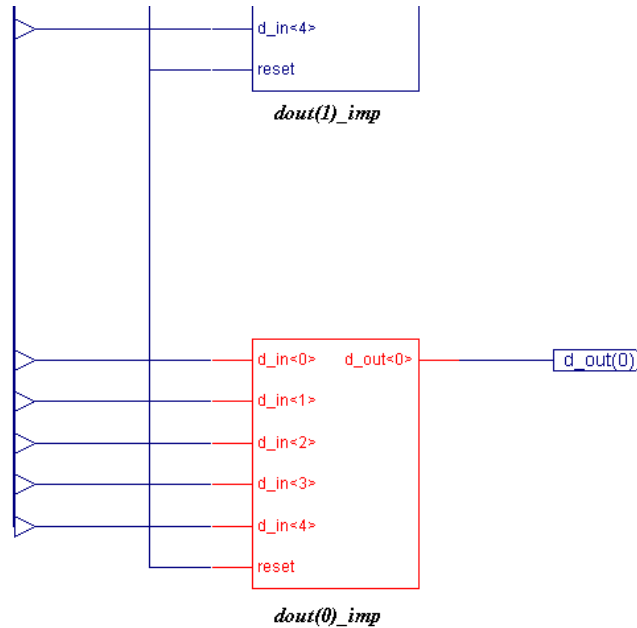 d_in<4>
reset
dout(1)_imp
d_in<0> d_out<0> d_out(0)
d_in<1>
d_in<2>
d_in<3>
d_in<4>
reset
dout(0)_imp